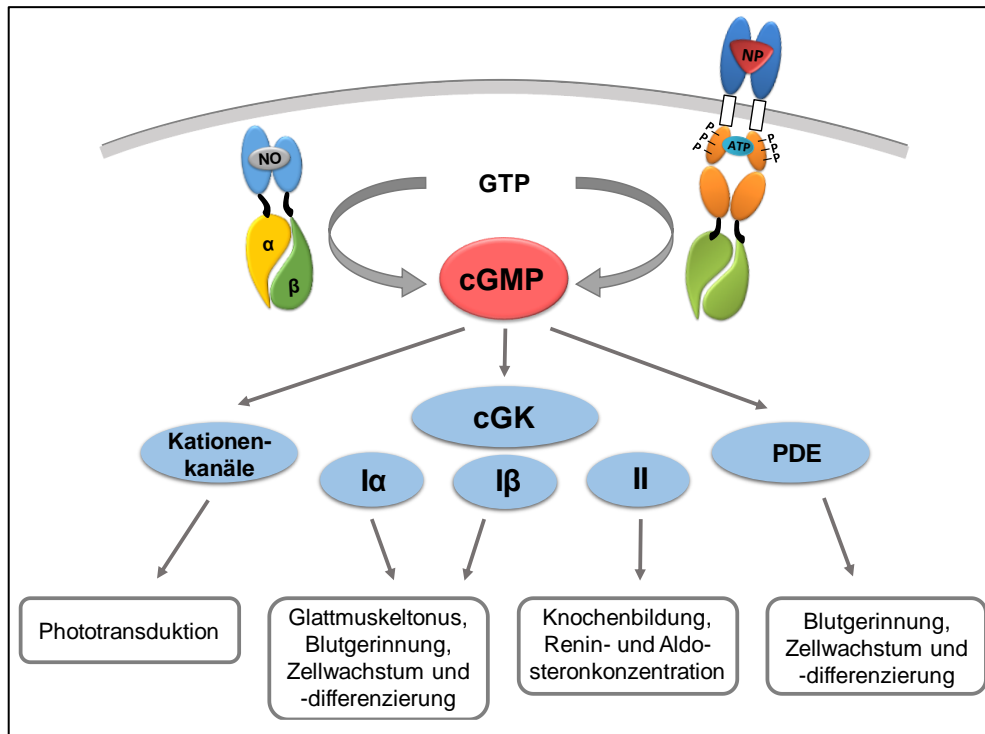 NP
P
P
P
ATP
P
P
P
NO
GTP
α
β
cGMP
cGK
Kationen-
kanäle
Iα
Iβ
II
PDE
Phototransduktion
Glattmuskeltonus,
Blutgerinnung,
Zellwachstum und
-differenzierung
Knochenbildung,
Renin- und Aldo-
steronkonzentration
Blutgerinnung,
Zellwachstum und
-differenzierung